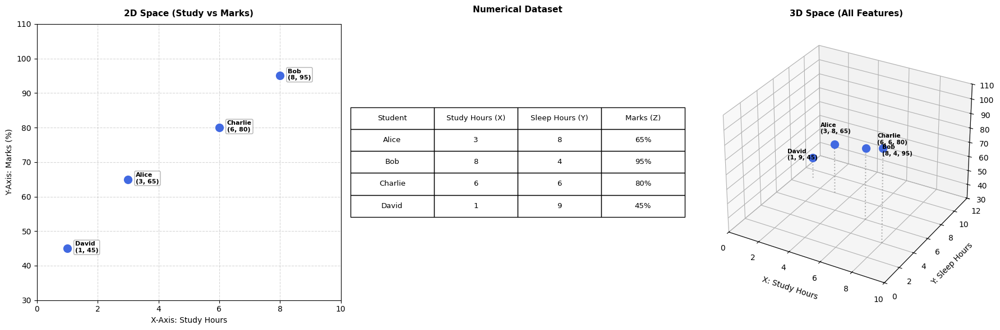 2D Space (Study vs Marks)
110
100
90
80
70
60
50
40
30
0 2 4 6 8 10
Y-Axis: Marks (%)
X-Axis: Study Hours
Bob
(8, 95)
Charlie
(6, 80)
Alice
(3, 65)
David
(1, 45)
Numerical Dataset
Student Study Hours (X) Sleep Hours (Y) Marks (Z)
Alice 3 8 65%
Bob 8 4 95%
Charlie 6 6 80%
David 1 9 45%
3D Space (All Features)
Alice
(3, 8, 65)
Charlie
(6, 6, 80)
Bob
(8, 4, 95)
David
(1, 9, 45)
110
100
90
80
70
60
50
40
30
12
10
8
6
4
2
0
0 2 4 6 8 10
X: Study Hours
Y: Sleep Hours